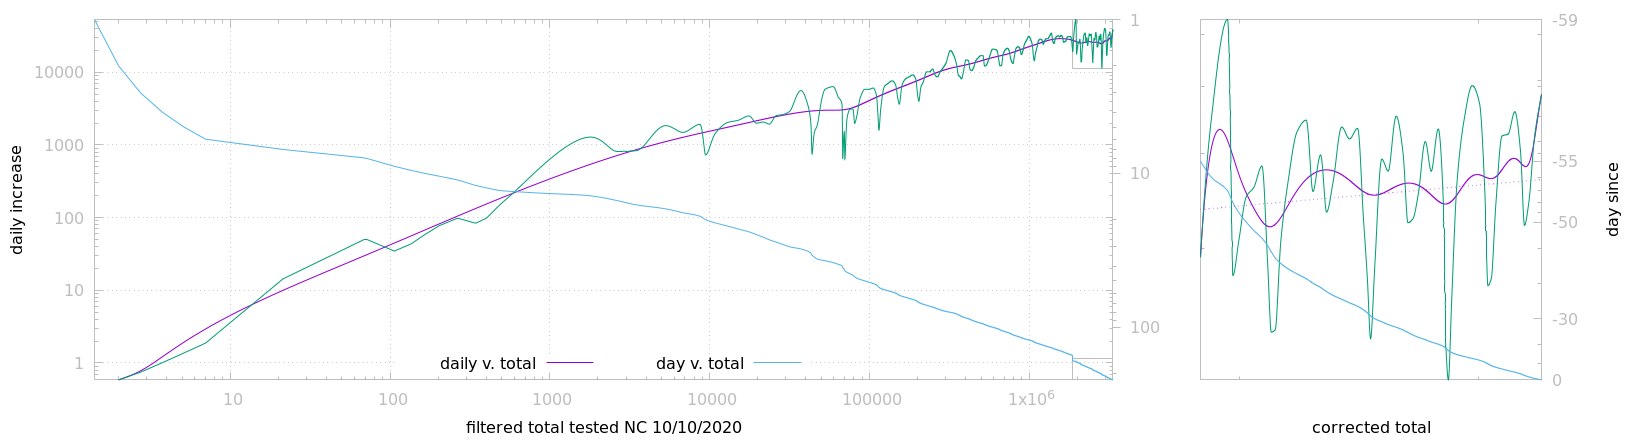 daily increase
10000
1000
100
10
1
10
100
1000
10000
100000
1x10⁶
filtered total tested NC 10/10/2020
daily v. total
day v. total
1
10
100
-59
-55
-50
-30
0
day since
corrected total